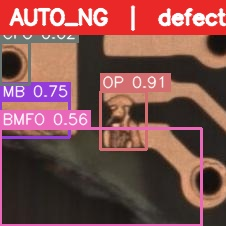 AUTO_NG | defect
OP 0.91
MB 0.75
BMFO 0.56